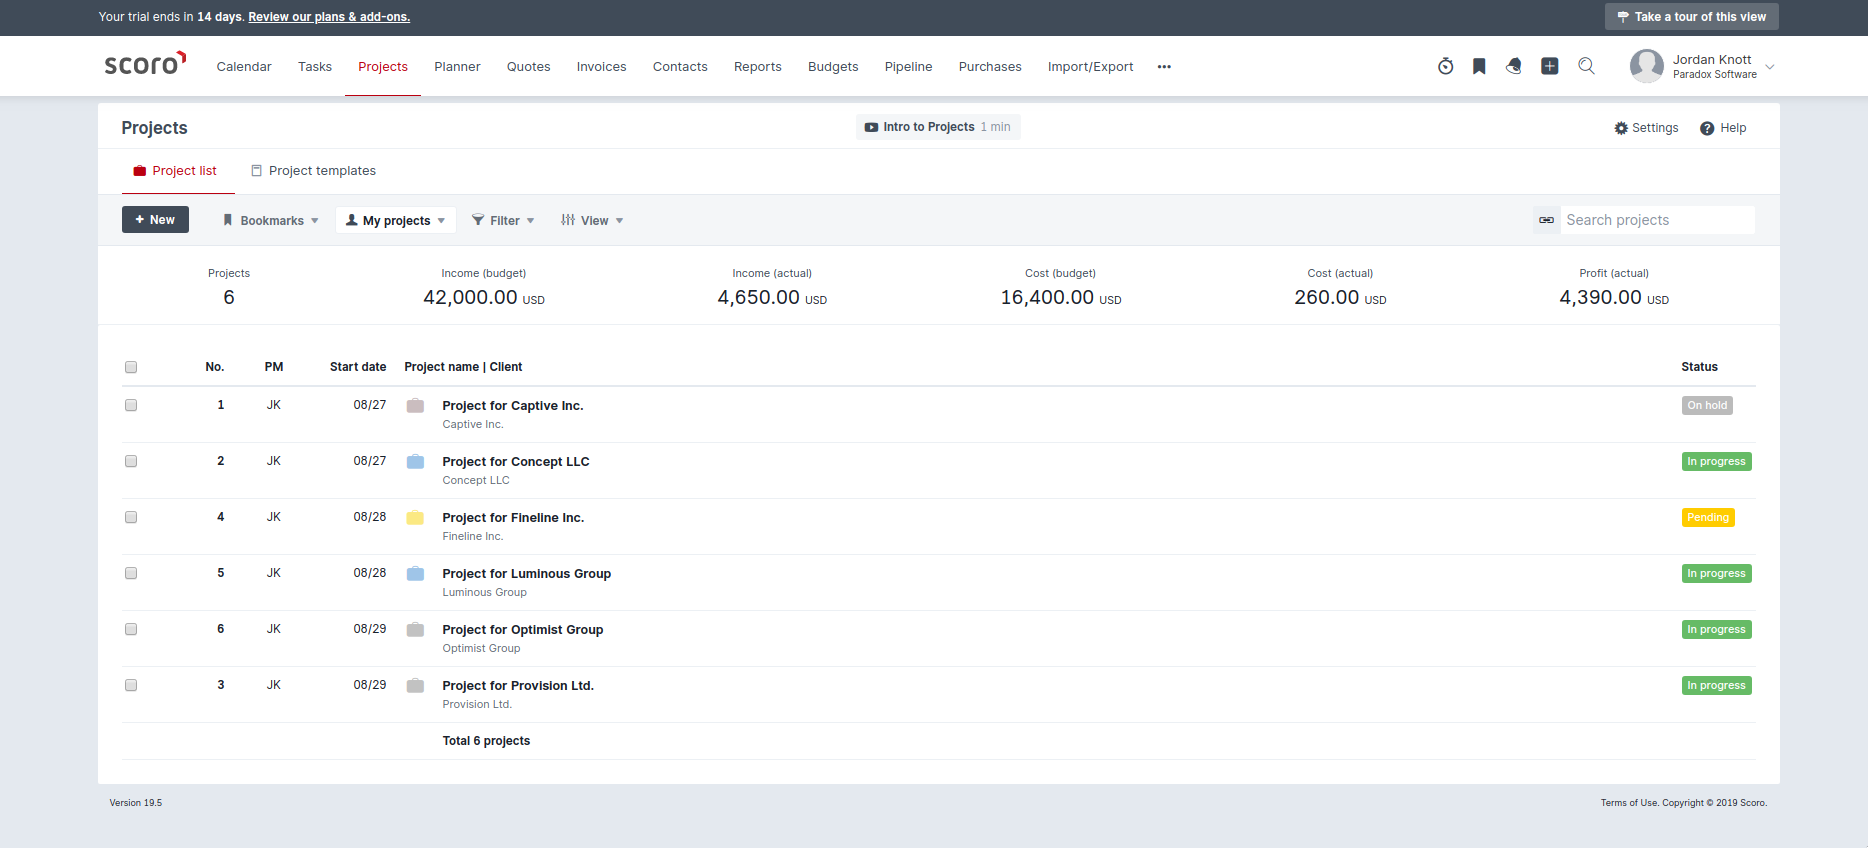 Your trial ends in 14 days. Review our plans & add-ons.
Take a tour of this view
scoro
Calendar Tasks Projects Planner Quotes Invoices Contacts Reports Budgets Pipeline Purchases Import/Export •••
Jordan Knott
Paradox Software
Projects
Intro to Projects 1 min
Settings
Help
Project list
Project templates
+ New
Bookmarks
My projects
Filter
View
Search projects
Projects Income (budget) Income (actual) Cost (budget) Cost (actual) Profit (actual)
6 42,000.00 USD 4,650.00 USD 16,400.00 USD 260.00 USD 4,390.00 USD
No. PM Start date Project name | Client Status
1 JK 08/27 Project for Captive Inc. On hold
Captive Inc.
2 JK 08/27 Project for Concept LLC In progress
Concept LLC
4 JK 08/28 Project for Fineline Inc. Pending
Fineline Inc.
5 JK 08/28 Project for Luminous Group In progress
Luminous Group
6 JK 08/29 Project for Optimist Group In progress
Optimist Group
3 JK 08/29 Project for Provision Ltd. In progress
Provision Ltd.
Total 6 projects
Version 19.5
Terms of Use. Copyright © 2019 Scoro.